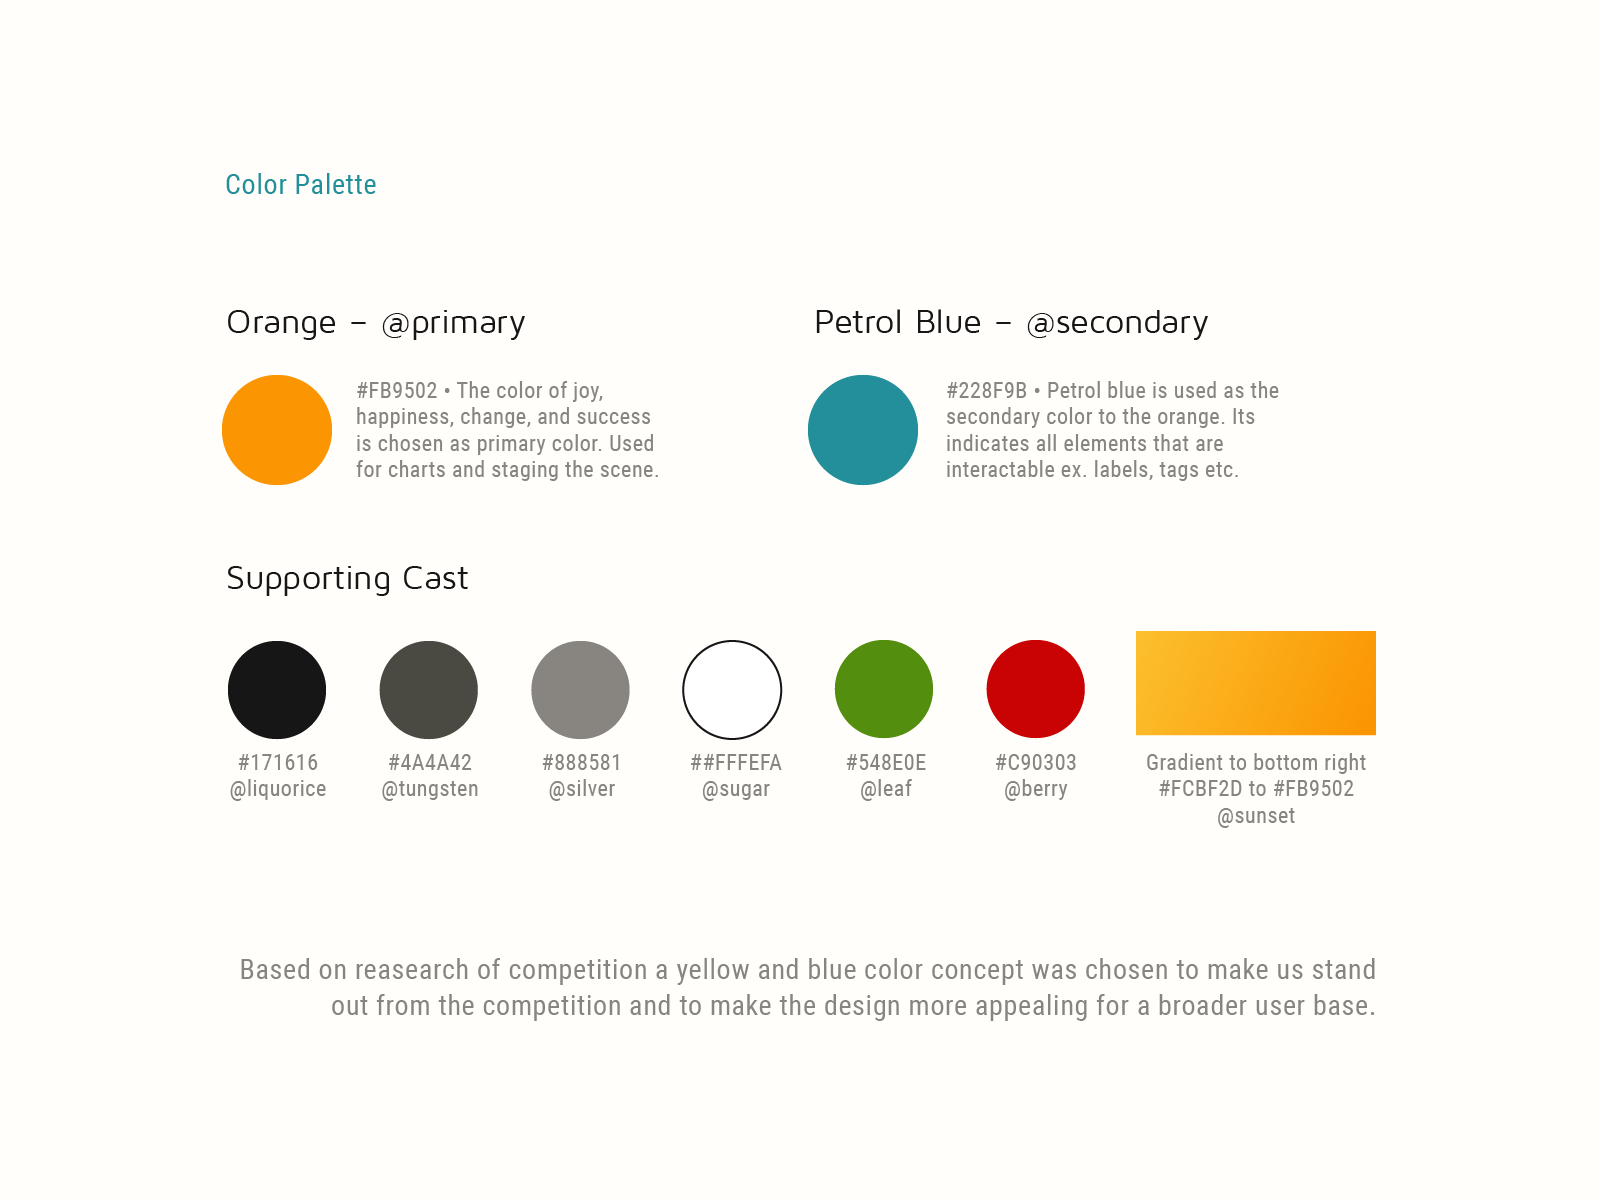 Color Palette
Orange – @primary
#FB9502 • The color of joy,
happiness, change, and success
is chosen as primary color. Used
for charts and staging the scene.
Petrol Blue – @secondary
#228F9B • Petrol blue is used as the
secondary color to the orange. Its
indicates all elements that are
interactable ex. labels, tags etc.
Supporting Cast
#171616
@liquorice
#4A4A42
@tungsten
#888581
@silver
##FFFEFA
@sugar
#548E0E
@leaf
#C90303
@berry
Gradient to bottom right
#FCBF2D to #FB9502
@sunset
Based on reasearch of competition a yellow and blue color concept was chosen to make us stand
out from the competition and to make the design more appealing for a broader user base.